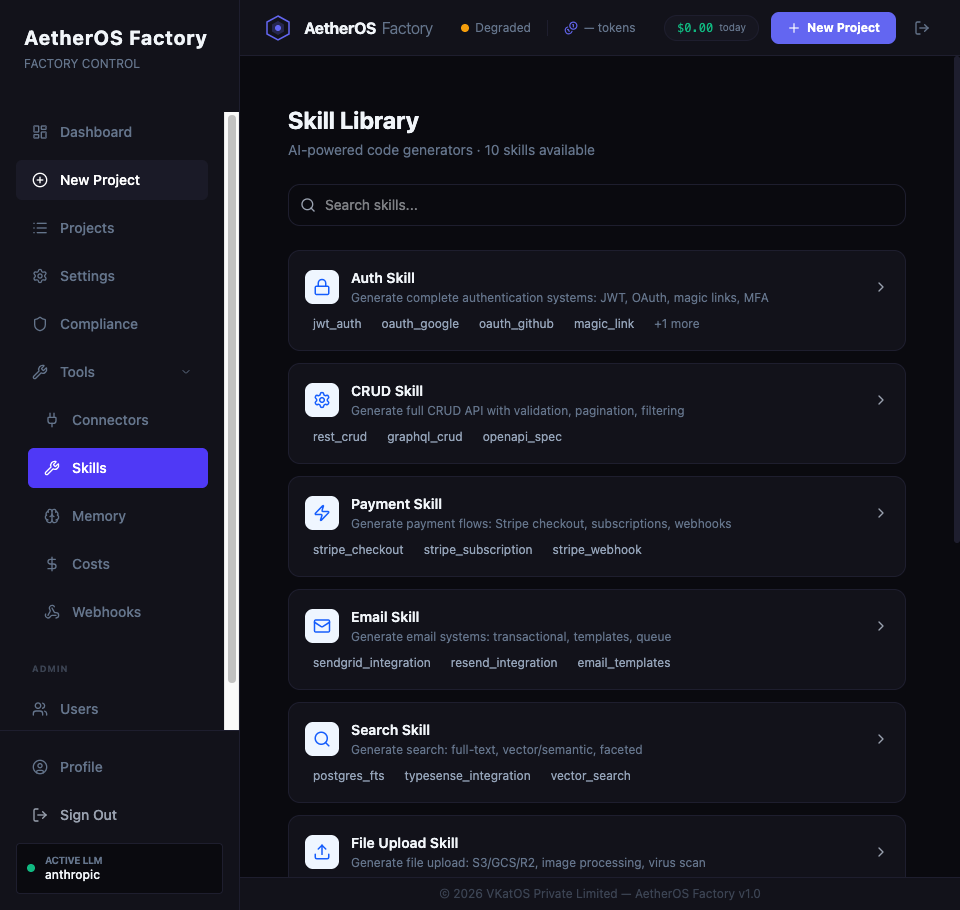 AetherOS Factory
FACTORY CONTROL
Dashboard
New Project
Projects
Settings
Compliance
Tools
Connectors
Skills
Memory
Costs
Webhooks
ADMIN
Users
Profile
Sign Out
ACTIVE LLM
anthropic
AetherOS Factory
Degraded
— tokens
$0.00 today
+ New Project
Skill Library
AI-powered code generators · 10 skills available
Search skills...
Auth Skill
Generate complete authentication systems: JWT, OAuth, magic links, MFA
jwt_auth oauth_google oauth_github magic_link +1 more
CRUD Skill
Generate full CRUD API with validation, pagination, filtering
rest_crud graphql_crud openapi_spec
Payment Skill
Generate payment flows: Stripe checkout, subscriptions, webhooks
stripe_checkout stripe_subscription stripe_webhook
Email Skill
Generate email systems: transactional, templates, queue
sendgrid_integration resend_integration email_templates
Search Skill
Generate search: full-text, vector/semantic, faceted
postgres_fts typesense_integration vector_search
File Upload Skill
Generate file upload: S3/GCS/R2, image processing, virus scan
© 2026 VKatOS Private Limited — AetherOS Factory v1.0